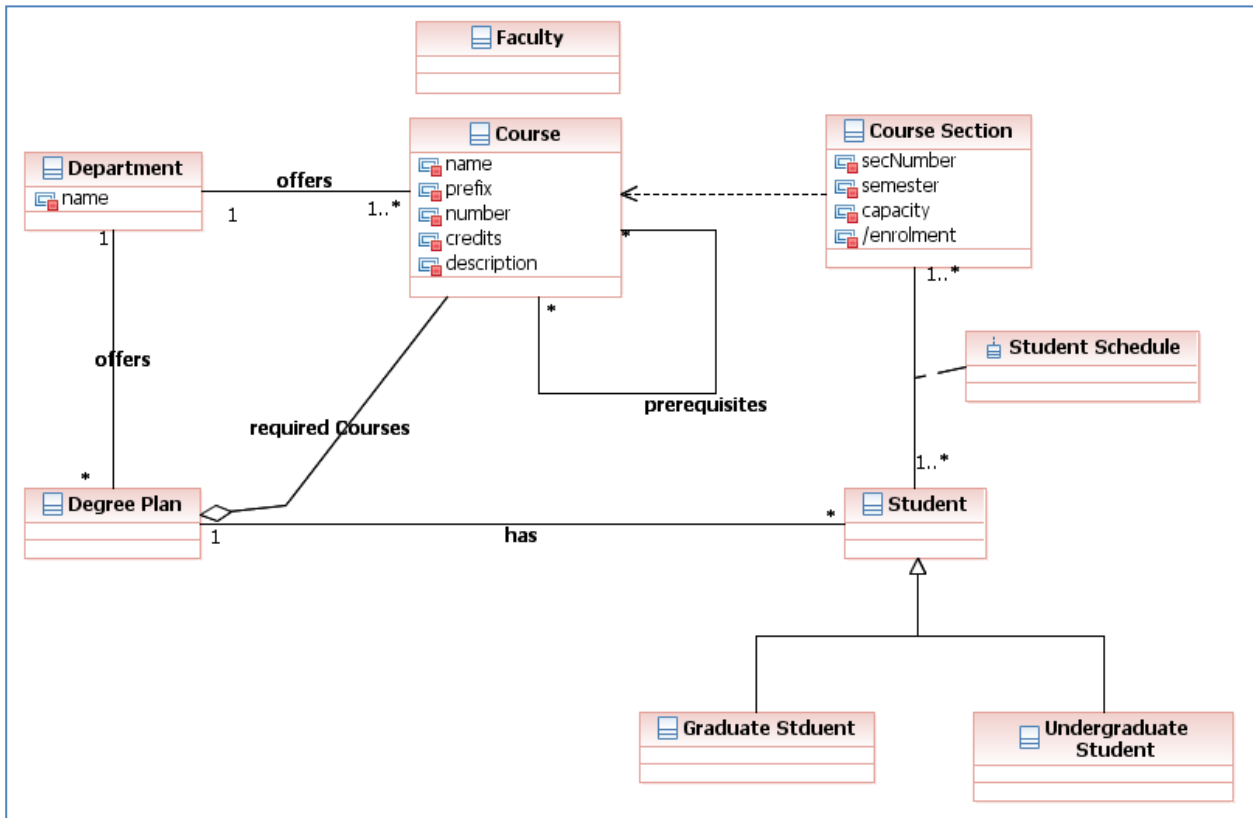 Faculty
Course
name
prefix
number
credits
description
Course Section
secNumber
semester
capacity
/enrolment
Department
name
offers
1
1..*
1
offers
*
*
*
prerequisites
required Courses
1..*
Student Schedule
1..*
Degree Plan
1
has
*
Student
Graduate Stduent
Undergraduate
Student